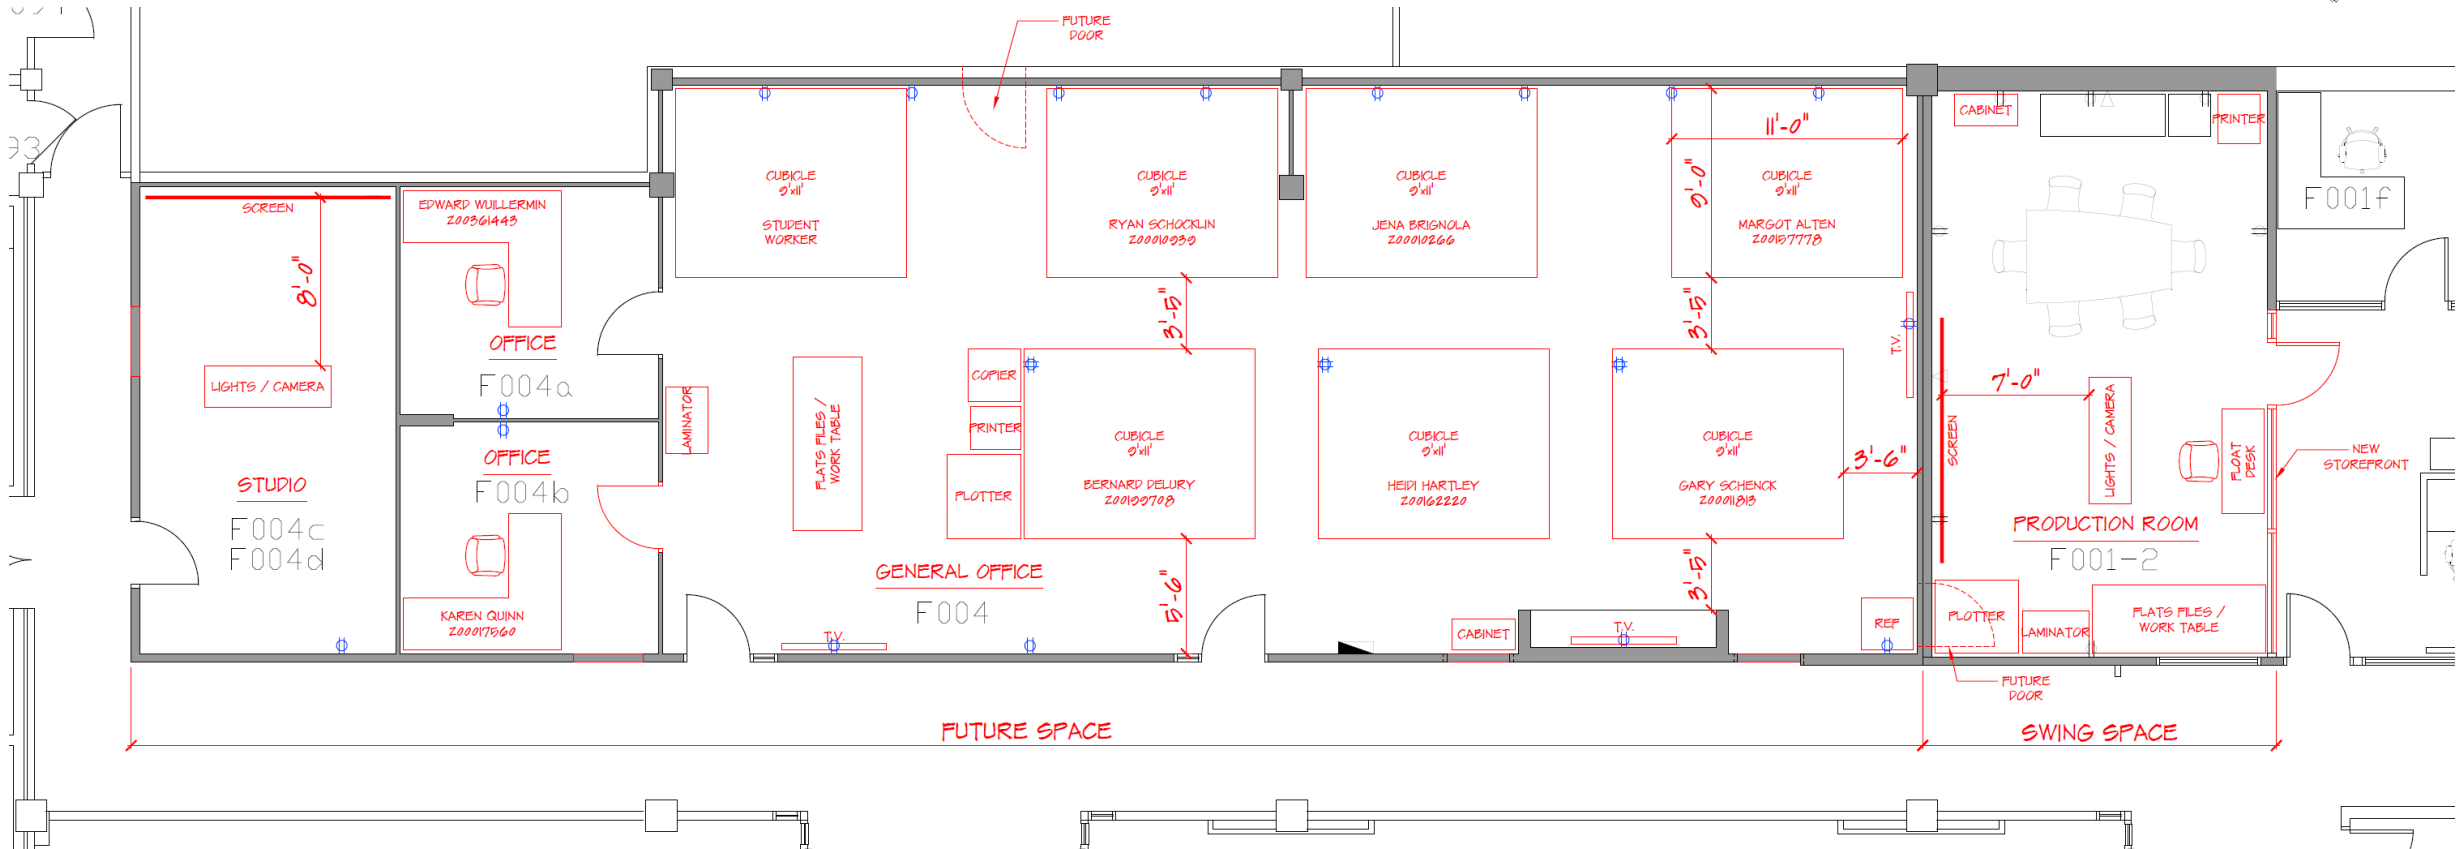 FUTURE
DOOR
93
SCREEN
8'-0"
LIGHTS / CAMERA
STUDIO
F004c
F004d
EDWARD WUILLERMIN
Z00361443
OFFICE
F004a
OFFICE
F004b
KAREN QUINN
Z00017560
LAMINATOR
CUBICLE
9'x11'
STUDENT
WORKER
CUBICLE
9'x11'
RYAN SCHOCKLIN
Z00010939
CUBICLE
9'x11'
JENA BRIGNOLA
Z00010266
CUBICLE
9'x11'
MARGOT ALTEN
Z00157778
11'-0"
9'-0"
3'-5"
3'-5"
FLATS FILES /
WORK TABLE
COPIER
PRINTER
PLOTTER
CUBICLE
9'x11'
BERNARD DELURY
Z00199708
CUBICLE
9'x11'
HEIDI HARTLEY
Z00162220
CUBICLE
9'x11'
GARY SCHENCK
Z00011813
3'-6"
T.V.
GENERAL OFFICE
F004
5'-6"
3'-5"
T.V.
CABINET
T.V.
REF
CABINET
PRINTER
F001f
7'-0"
SCREEN
LIGHTS / CAMERA
FLOAT
DESK
NEW
STOREFRONT
PRODUCTION ROOM
F001-2
PLOTTER
LAMINATOR
FLATS FILES /
WORK TABLE
FUTURE
DOOR
FUTURE SPACE
SWING SPACE